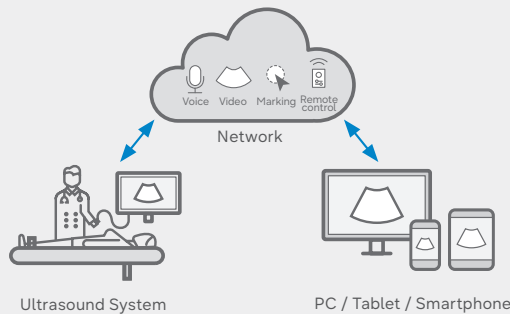 Voice Video Marking Remote
control
Network
Ultrasound System
PC / Tablet / Smartphone